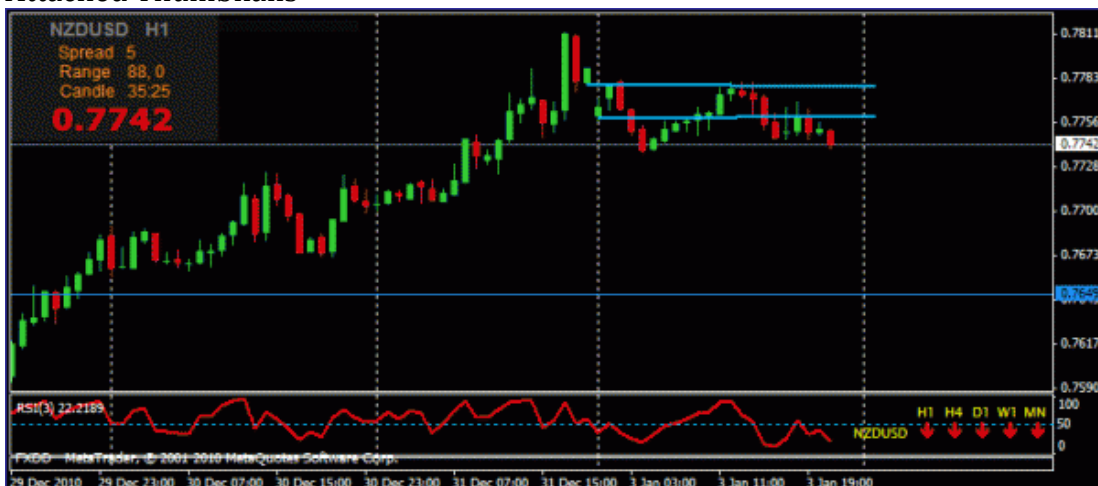 Attached Thumbnails
NZDUSD H1
Spread 5
Range 88,0
Candle 35:25
0.7742
0.7811
0.7783
0.7756
0.7742
0.7728
0.7700
0.7673
0.7649
0.7617
0.7590
RSI(3) 22.2189
100
50
0
H1 H4 D1 W1 MN
NZDUSD
FXDD MetaTrader, © 2001 2010 MetaQuotes Software Corp.
29 Dec 2010 29 Dec 23:00 30 Dec 07:00 30 Dec 15:00 30 Dec 23:00 31 Dec 07:00 31 Dec 15:00 3 Jan 03:00 3 Jan 11:00 3 Jan 19:00